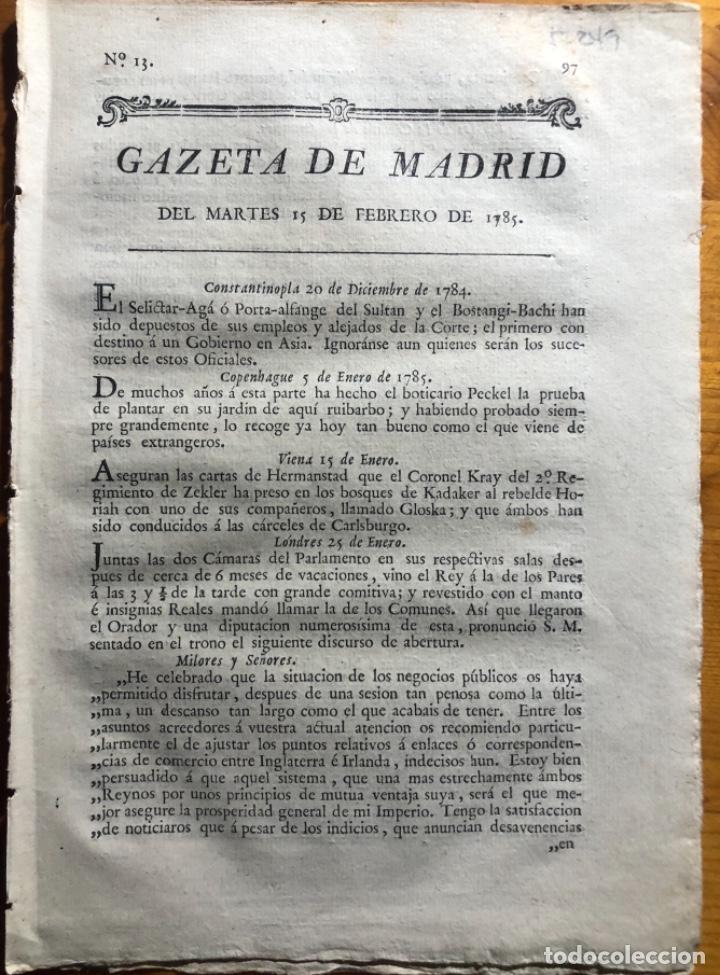 Nº. 13.
97
GAZETA DE MADRID
DEL MARTES 15 DE FEBRERO DE 1785.
Constantinopla 20 de Diciembre de 1784.
El Selictar-Agá ó Porta-alfange del Sultan y el Bostangi-Bachi han
sido depuestos de sus empleos y alejados de la Corte; el primero con
destino á un Gobierno en Asia. Ignoránse aun quienes serán los suce-
sores de estos Oficiales.
Copenhague 5 de Enero de 1785.
De muchos años á esta parte ha hecho el boticario Peckel la prueba
de plantar en su jardin de aquí ruibarbo; y habiendo probado siem-
pre grandemente, lo recoge ya hoy tan bueno como el que viene de
países extrangeros.
Viena 15 de Enero.
Aseguran las cartas de Hermanstad que el Coronel Kray del 2º. Re-
gimiento de Zekler ha preso en los bosques de Kadaker al rebelde Ho-
riah con uno de sus compañeros, llamado Gloska; y que ámbos han
sido conducidos á las cárceles de Carlsburgo.
Lóndres 25 de Enero.
Juntas las dos Cámaras del Parlamento en sus respectivas salas des-
pues de cerca de 6 meses de vacaciones, vino el Rey á la de los Pares
á las 3 y de la tarde con grande comitiva; y revestido con el manto
é insignias Reales mandó llamar la de los Comunes. Así que llegaron
el Orador y una diputacion numerosísima de esta, pronunció S. M.
sentado en el trono el siguiente discurso de abertura.
Milores y Señores.
„He celebrado que la situacion de los negocios públicos os haya
„permitido disfrutar, despues de una sesion tan penosa como la últi-
„ma, un descanso tan largo como el que acabais de tener. Entre los
„asuntos acreedores á vuestra actual atencion os recomiendo particu-
„larmente el de ajustar los puntos relativos á enlaces ó corresponden-
„cias de comercio entre Inglaterra é Irlanda, indecisos hun. Estoy bien
„persuadido á que aquel sistema, que una mas estrechamente ámbos
„Reynos por unos principios de mutua ventaja suya, será el que me-
„jor asegure la prosperidad general de mi Imperio. Tengo la satisfaccion
„de noticiaros que á pesar de los indicios, que anuncian desavenencias
„en
todocoleccion